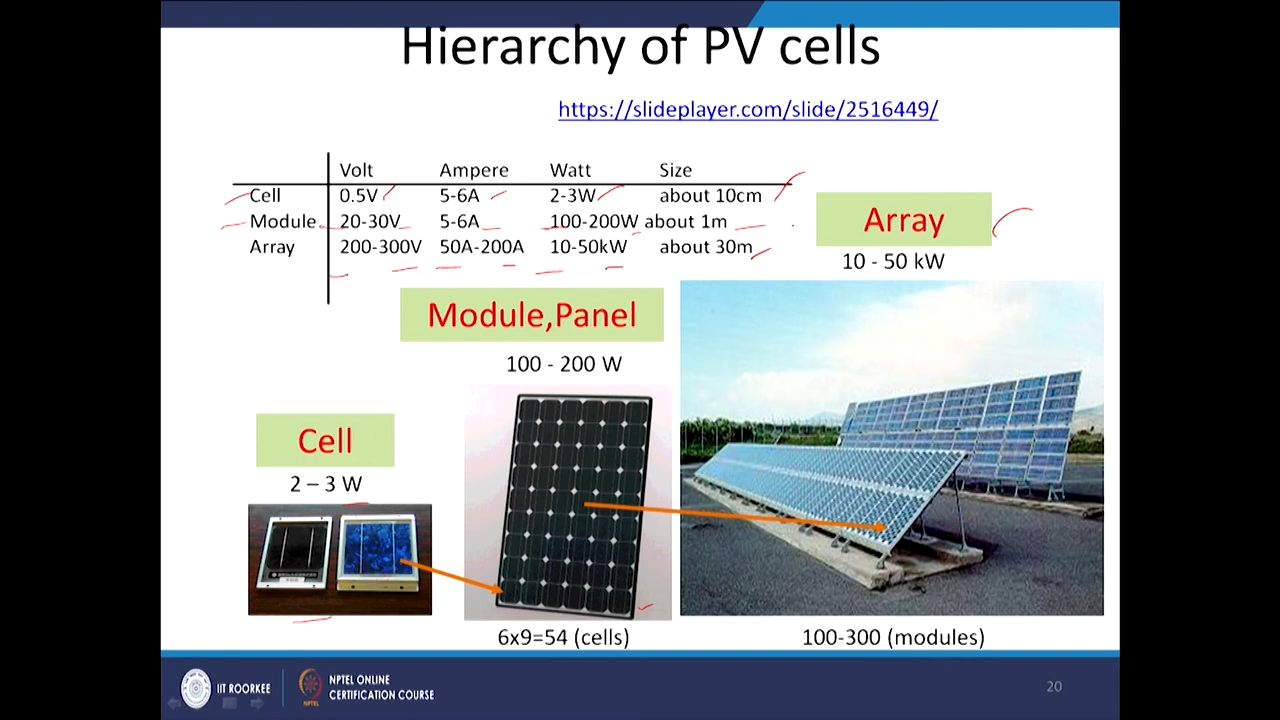 Hierarchy of PV cells
https://slideplayer.com/slide/2516449/
Volt Ampere Watt Size
Cell 0.5V 5-6A 2-3W about 10cm
Module 20-30V 5-6A 100-200W about 1m
Array 200-300V 50A-200A 10-50kW about 30m
Array
10 - 50 kW
Module,Panel
100 - 200 W
Cell
2 – 3 W
6x9=54 (cells)
100-300 (modules)
IIT ROORKEE
NPTEL
NPTEL ONLINE
CERTIFICATION COURSE
20